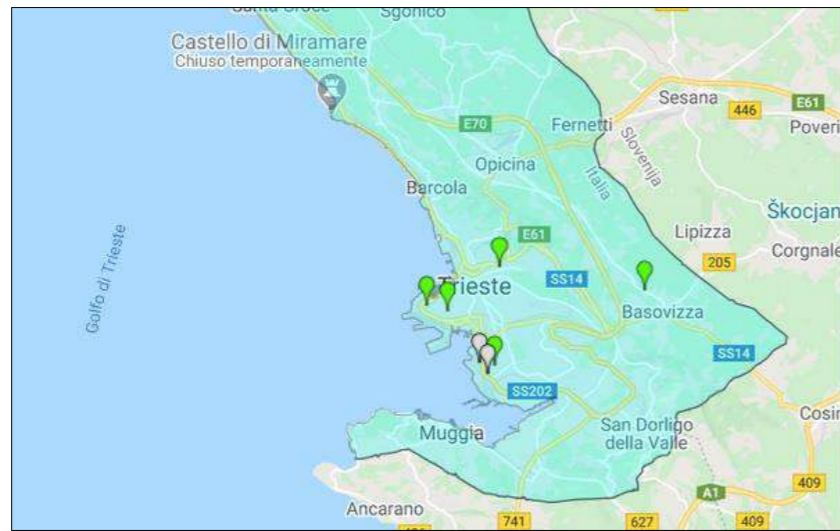 Santa Croce
Sgonico
Castello di Miramare
Chiuso temporaneamente
Sesana
446
E61
Poveri
E70
Fernetti
Slovenija
Italia
Opicina
Barcola
Škocjan
Lipizza
Corgnale
205
E61
SS14
Golfo di Trieste
Trieste
Basovizza
SS14
SS202
Cosin
Muggia
San Dorligo
della Valle
409
A1
Ancarano
741
627
409